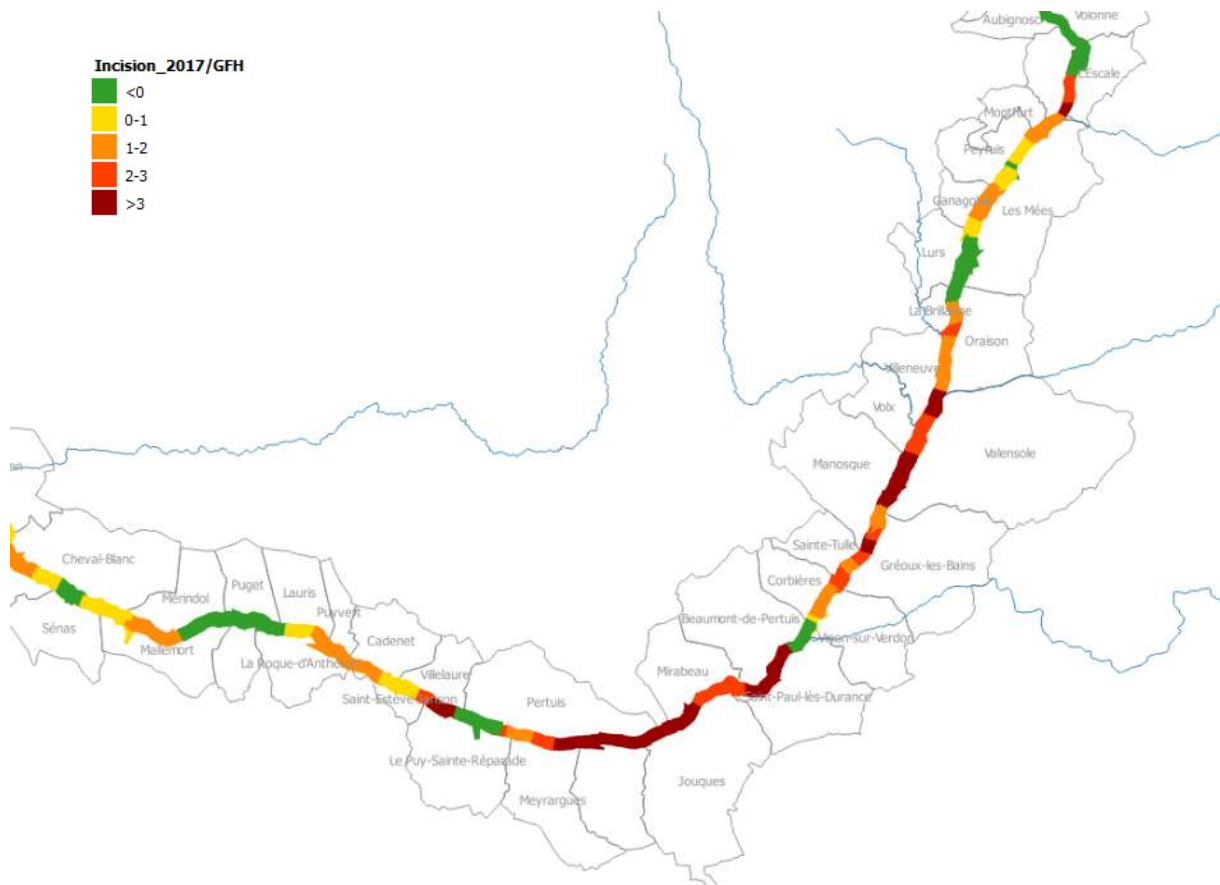 Incision_2017/GFH
<0
0-1
1-2
2-3
>3
Aubignosc
Volonne
L'Escale
Montfort
Peyruis
Ganagobie
Les Mées
Lurs
La Brillanne
Oraison
Villeneuve
Volx
Valensole
Manosque
Sainte-Tulle
Gréoux-les-Bains
Corbières
Beaumont-de-Pertuis
Vinon-sur-Verdon
Mirabeau
Saint-Paul-lès-Durance
Cheval-Blanc
Mérindol
Puget
Lauris
Puyvert
Sénas
Mallemort
La Roque-d'Anthéron
Cadenet
Villelaure
Saint-Estève-Janson
Pertuis
Le Puy-Sainte-Réparade
Meyrargues
Jouques